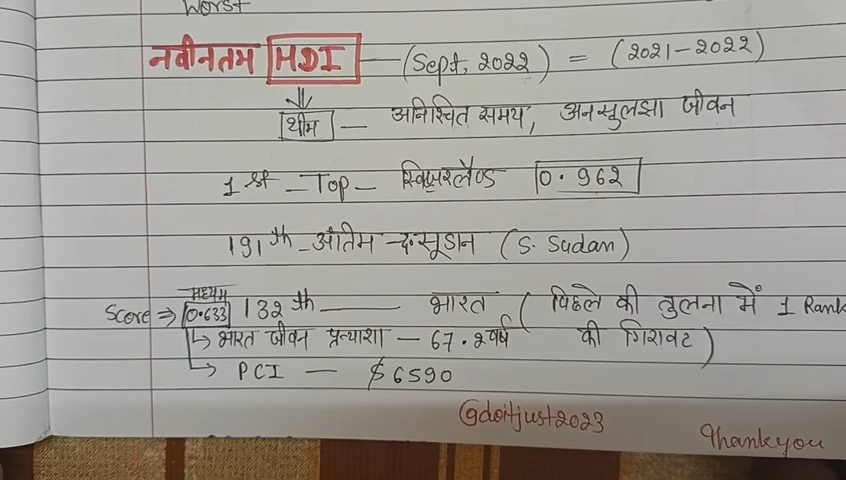 Worst
नवीनतम HDI — (Sept, 2022) = (2021-2022)
थीम — अनिश्चित समय, अनसुलझा जीवन
1st - Top - स्विट्जरलैण्ड 0.962
191th - अंतिम - द. सूडान (S. Sudan)
मध्यम
Score ⇒ 0.633 132th —— भारत ( पिछले की तुलना में 1 Rank
↳ भारत जीवन प्रत्याशा - 67.2 वर्ष की गिरावट )
↳ PCI — $6590
@doitjust2023
Thankyou